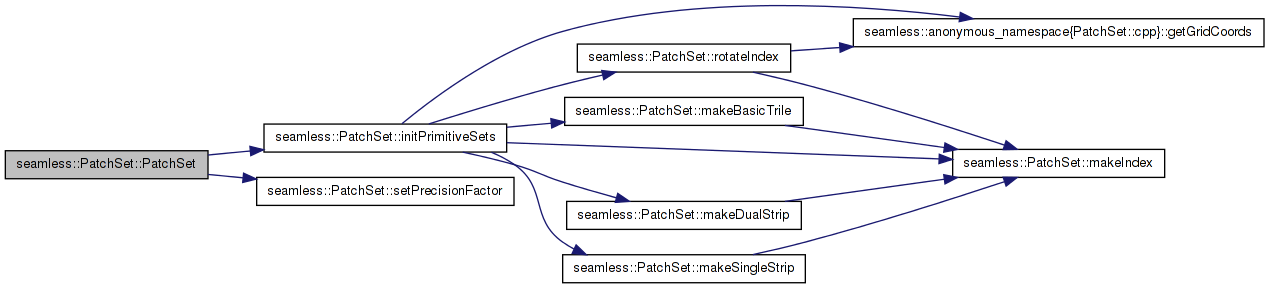 seamless::PatchSet::PatchSet
seamless::PatchSet::initPrimitiveSets
seamless::PatchSet::setPrecisionFactor
seamless::PatchSet::rotateIndex
seamless::PatchSet::makeBasicTrile
seamless::PatchSet::makeDualStrip
seamless::PatchSet::makeSingleStrip
seamless::anonymous_namespace{PatchSet::cpp}::getGridCoords
seamless::PatchSet::makeIndex